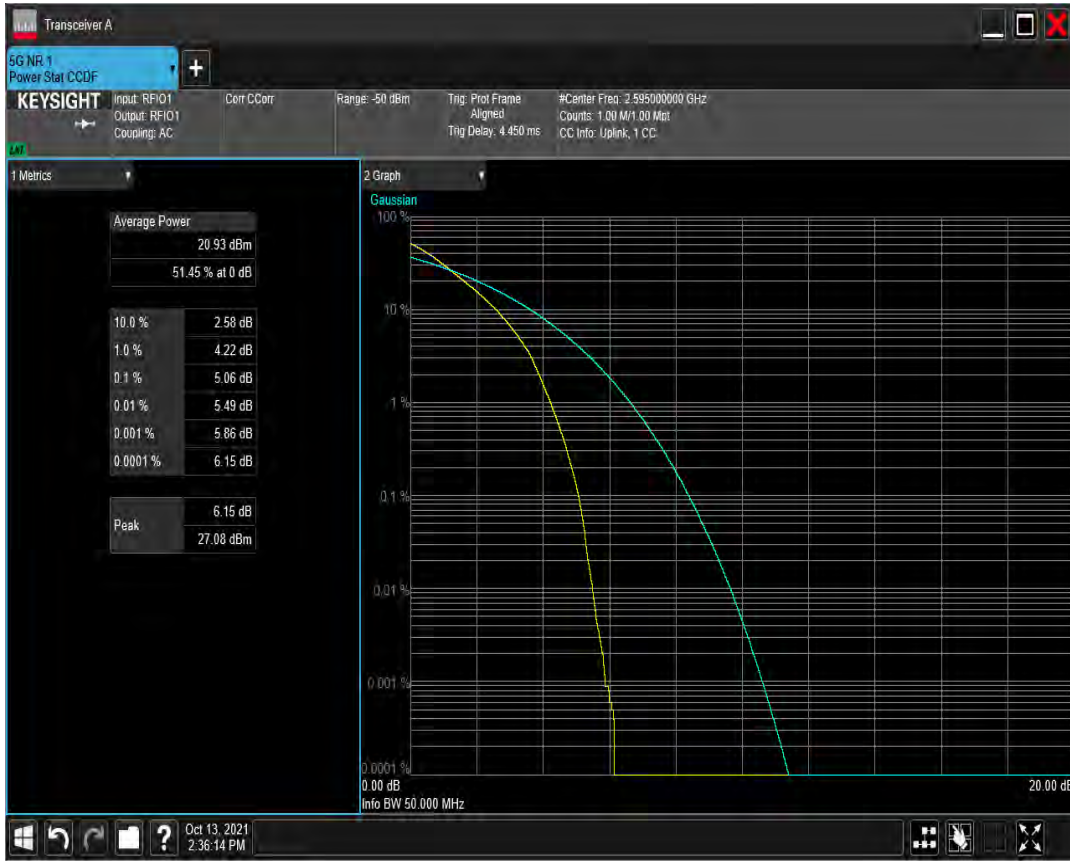 Transceiver A
5G NR 1
Power Stat CCDF
+
KEYSIGHT
Input: RFIO1
Output: RFIO1
Coupling: AC
Corr CCorr
Range: -50 dBm
Trig: Prot Frame
Aligned
Trig Delay: 4.450 ms
#Center Freq: 2.595000000 GHz
Counts: 1.00 M/1.00 Mpt
CC Info: Uplink, 1 CC
1 Metrics
Average Power
20.93 dBm
51.45 % at 0 dB
10.0 % 2.58 dB
1.0 % 4.22 dB
0.1 % 5.06 dB
0.01 % 5.49 dB
0.001 % 5.86 dB
0.0001 % 6.15 dB
Peak
6.15 dB
27.08 dBm
2 Graph
Gaussian
100 %
10 %
1 %
0.1 %
0.01 %
0.001 %
0.0001 %
0.00 dB
20.00 dB
Info BW 50.000 MHz
?
Oct 13, 2021
2:36:14 PM